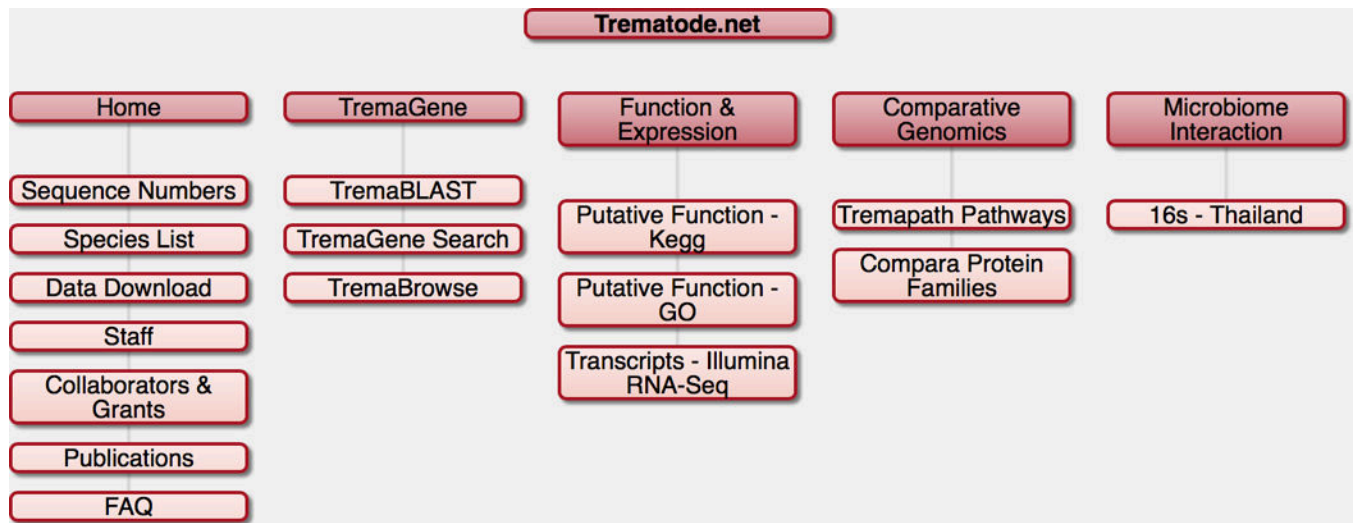 Trematode.net
Home
Sequence Numbers
Species List
Data Download
Staff
Collaborators &
Grants
Publications
FAQ
TremaGene
TremaBLAST
TremaGene Search
TremaBrowse
Function &
Expression
Putative Function -
Kegg
Putative Function -
GO
Transcripts - Illumina
RNA-Seq
Comparative
Genomics
Tremapath Pathways
Compara Protein
Families
Microbiome
Interaction
16s - Thailand